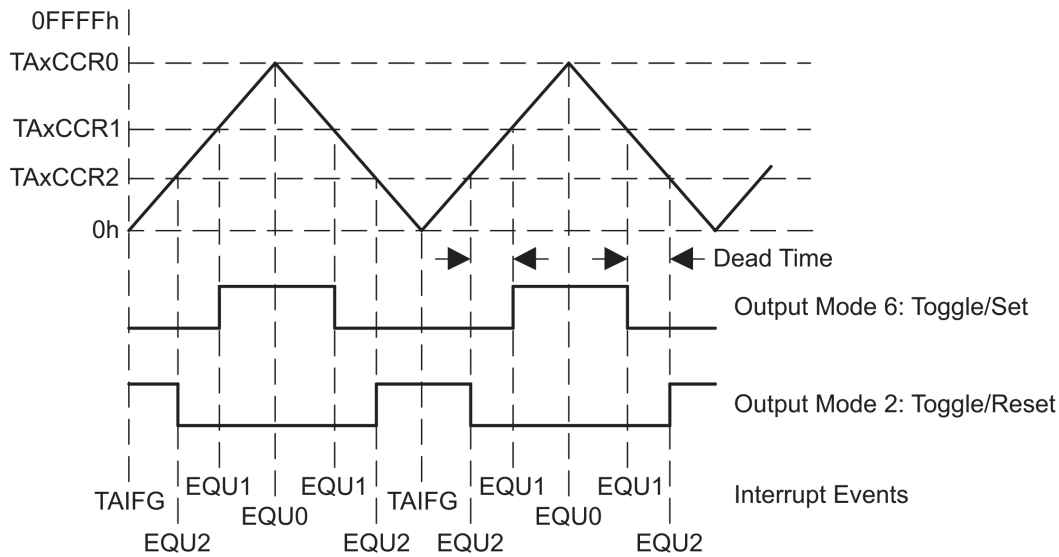 0FFFFh
TAxCCR0
TAxCCR1
TAxCCR2
0h
Dead Time
Output Mode 6: Toggle/Set
Output Mode 2: Toggle/Reset
EQU1 EQU1 EQU1 EQU1
TAIFG TAIFG Interrupt Events
EQU0 EQU0
EQU2 EQU2 EQU2 EQU2